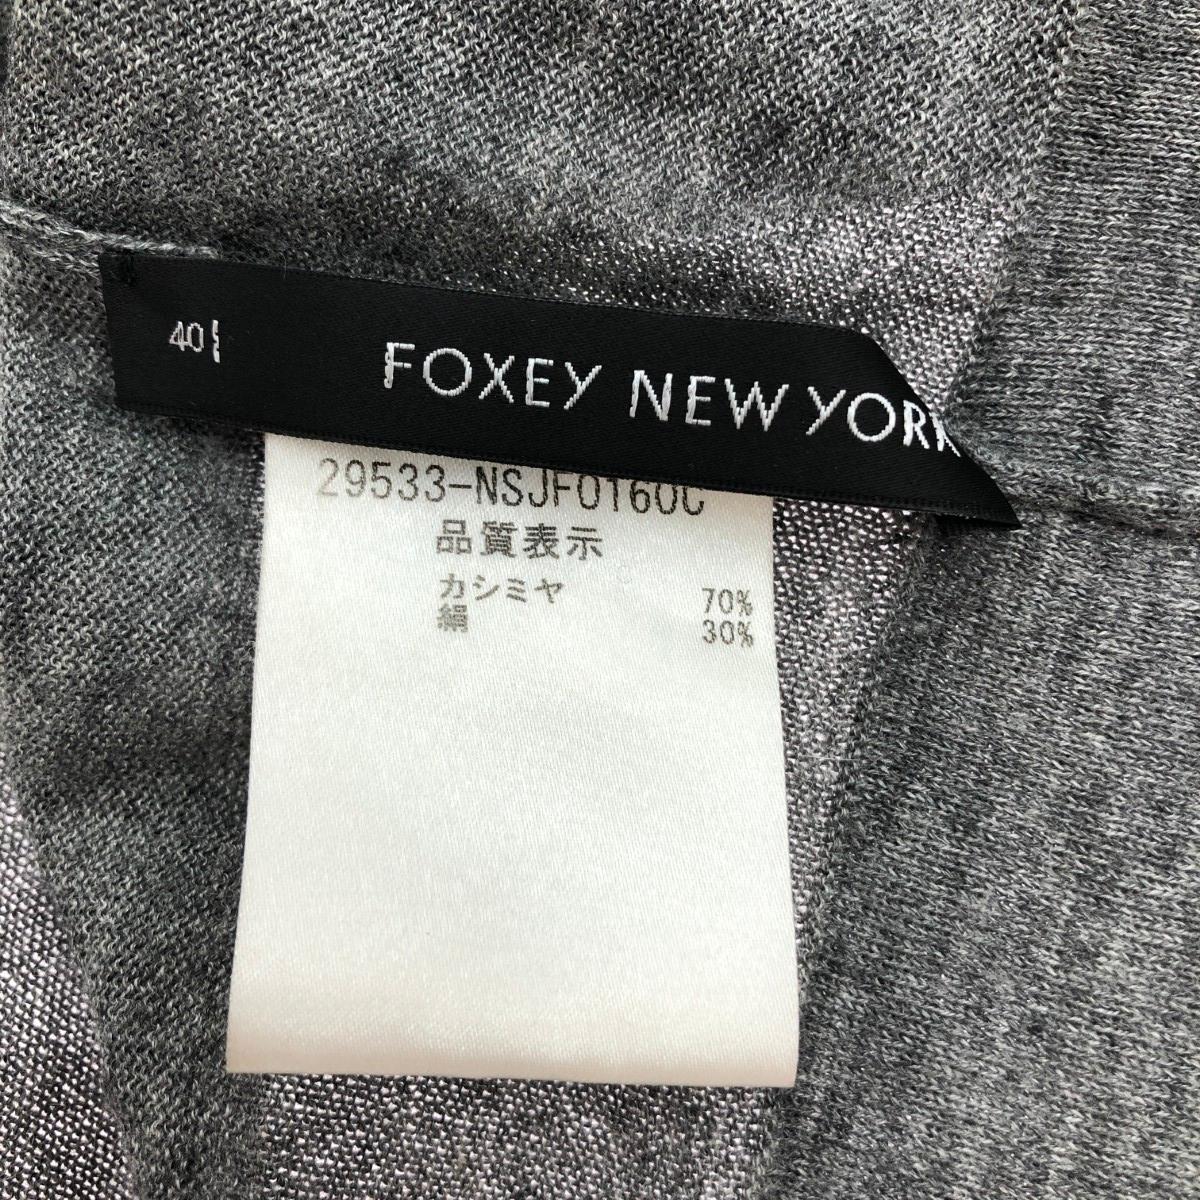 40
FOXEY NEW YORK
29533-NSJF0160C
品質表示
カシミヤ 70%
絹 30%